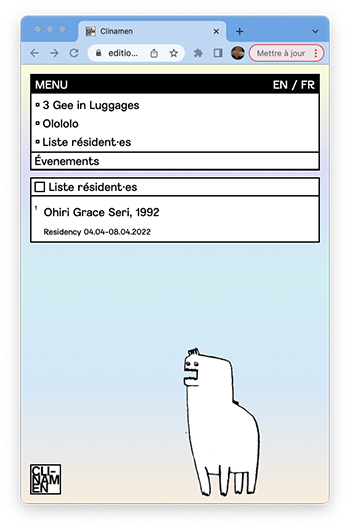 Clinamen
editio...
Mettre à jour
MENU EN / FR
3 Gee in Luggages
Olololo
Liste résident·es
Évenements
Liste résident·es
1 Ohiri Grace Seri, 1992
Residency 04.04-08.04.2022
CLI-
NAM
EN